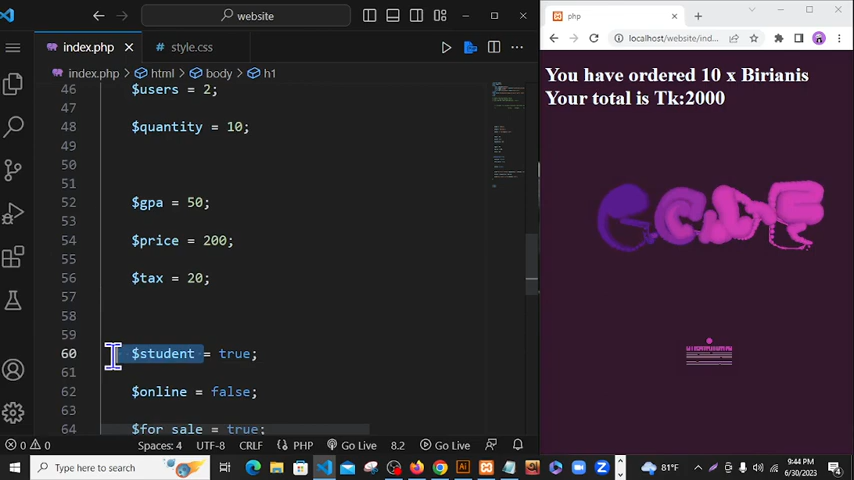 website
index.php
style.css
index.php > html > body > h1
46 $users = 2;
47
48 $quantity = 10;
49
50
51
52 $gpa = 50;
53
54 $price = 200;
55
56 $tax = 20;
57
58
59
60 $student = true;
61
62 $online = false;
63
64 $for_sale = true;
0 0 Spaces: 4 UTF-8 CRLF PHP Go Live 8.2 Go Live
php
localhost/website/ind...
You have ordered 10 x Birianis
Your total is Tk:2000
Type here to search
81°F
9:44 PM
6/30/2023